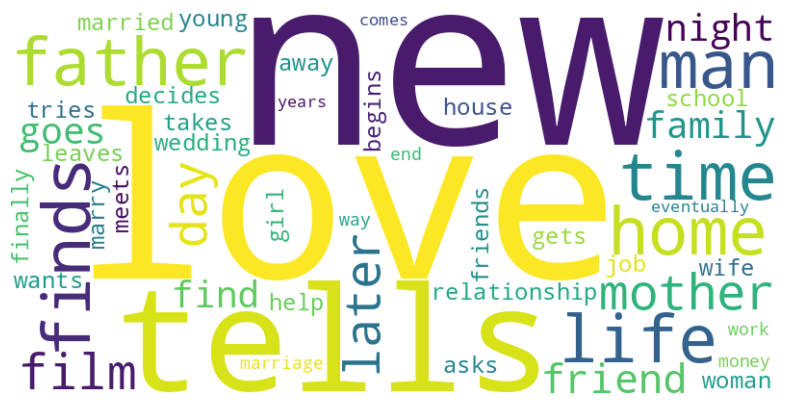 comes
married
young
new
night
father
away
man
tries
decides
years
begins
house
school
goes
takes
family
leaves
wedding
love
end
finds
day
time
finally
marry
meets
girl
way
friends
eventually
home
gets
wants
later
job
wife
find
help
relationship
mother
tells
life
work
film
marriage
asks
friend
money
woman